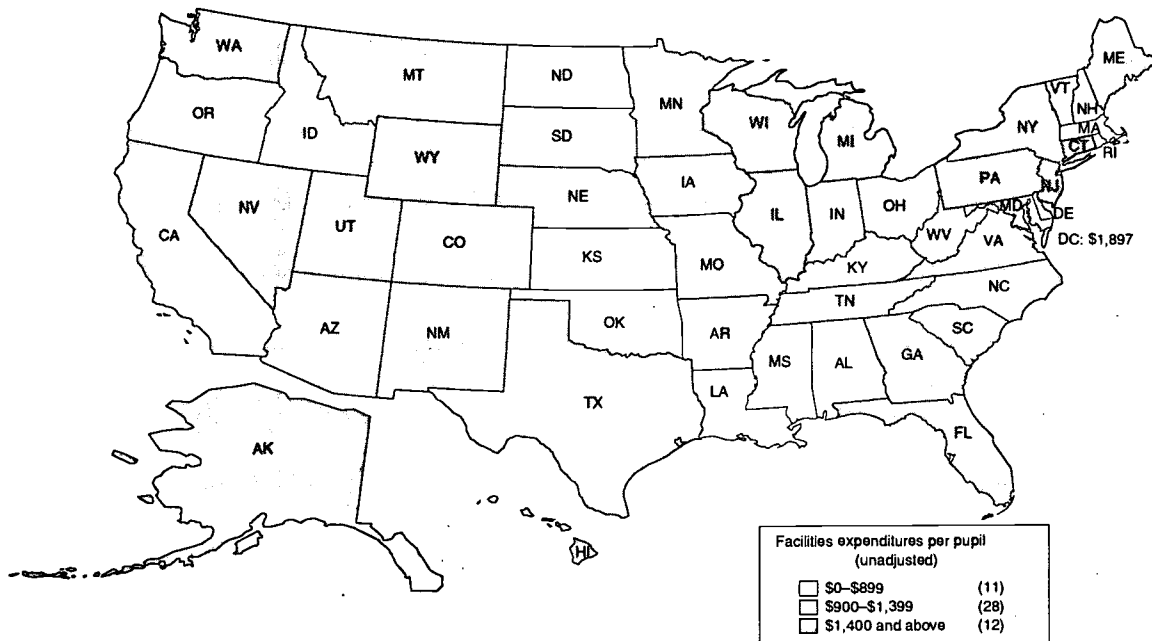 WA
MT
ND
MN
ME
VT
NH
OR
ID
SD
WI
MI
NY
MA
CT
RI
WY
IA
PA
NJ
NE
NV
UT
CO
IL
IN
OH
MD
DE
CA
KS
MO
WV
VA
DC: $1,897
KY
NC
TN
AZ
NM
OK
AR
SC
MS
AL
GA
LA
TX
FL
AK
HI
Facilities expenditures per pupil
(unadjusted)
$0–$899 (11)
$900–$1,399 (28)
$1,400 and above (12)